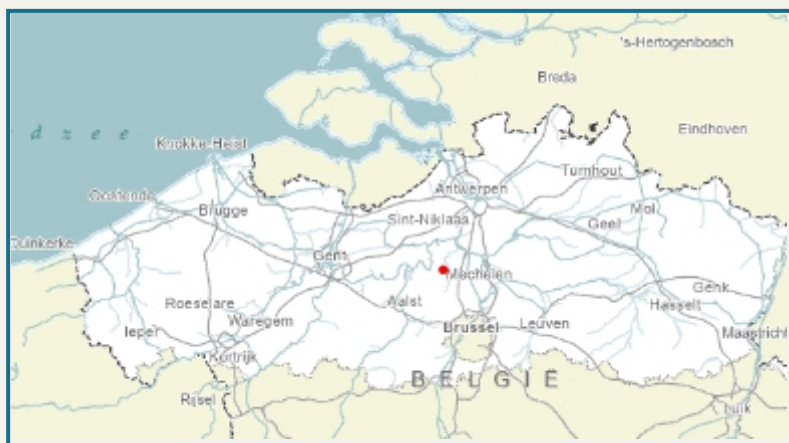 's-Hertogenbosch
Breda
d z e e
Eindhoven
Knokke-Heist
Turnhout
Antwerpen
Oostende
Mol
Brugge
Sint-Niklaas
Geel
Duinkerke
Gent
Mechelen
Genk
Roeselare
Aalst
Hasselt
Waregem
Ieper
Brussel
Leuven
Maastricht
Kortrijk
BELGIË
Rijsel
Luik